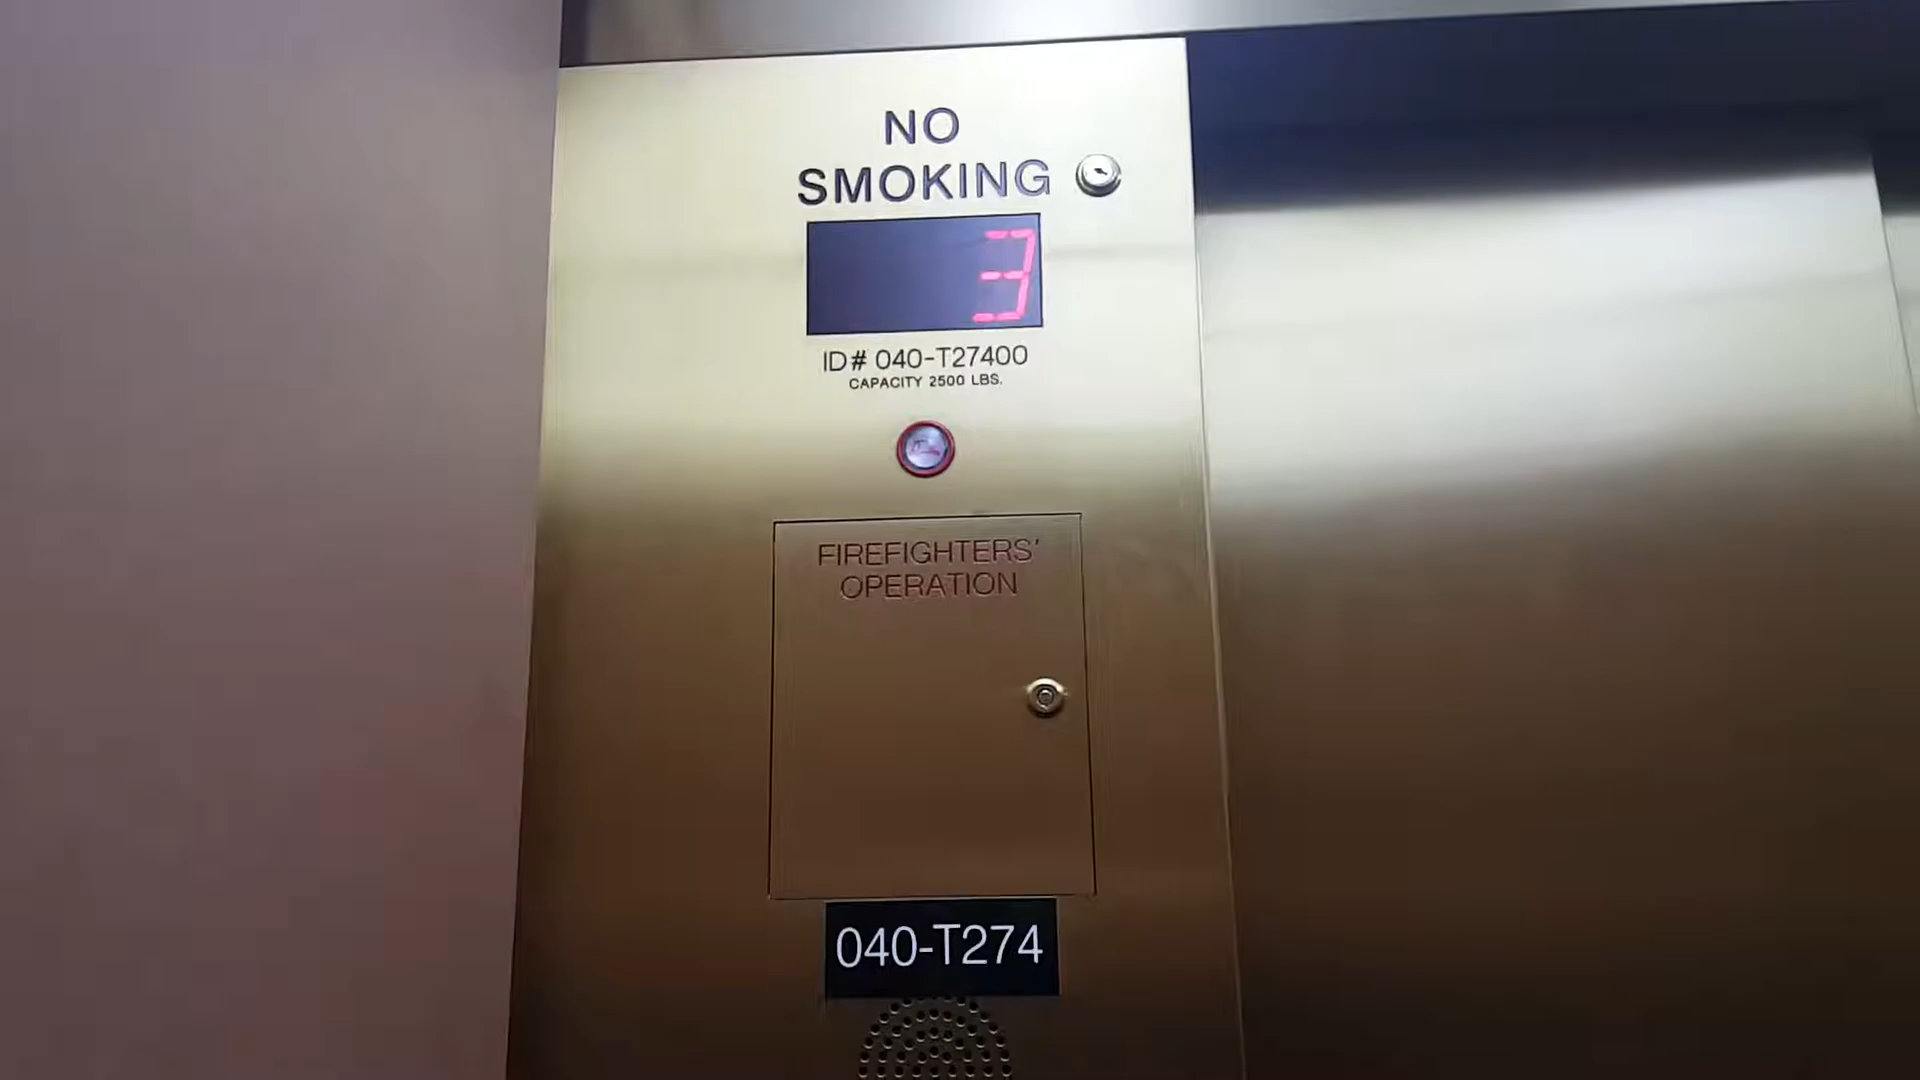 NO
SMOKING
3
ID# 040-T27400
CAPACITY 2500 LBS.
FIREFIGHTERS'
OPERATION
040-T274